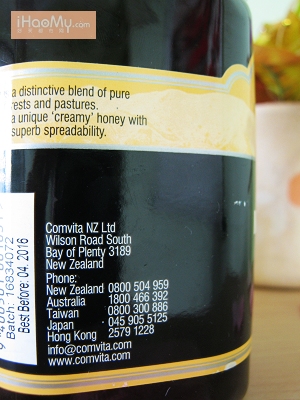 iHaoMy.com
a distinctive blend of pure
rests and pastures.
a unique 'creamy' honey with
superb spreadability.
Comvita NZ Ltd
Wilson Road South
Bay of Plenty 3189
New Zealand
Phone:
New Zealand 0800 504 959
Australia 1800 466 392
Taiwan 0800 300 886
Japan 045 905 5125
Hong Kong 2579 1228
info@comvita.com
www.comvita.com
Batch: 16834072
Best Before: 04. 2016